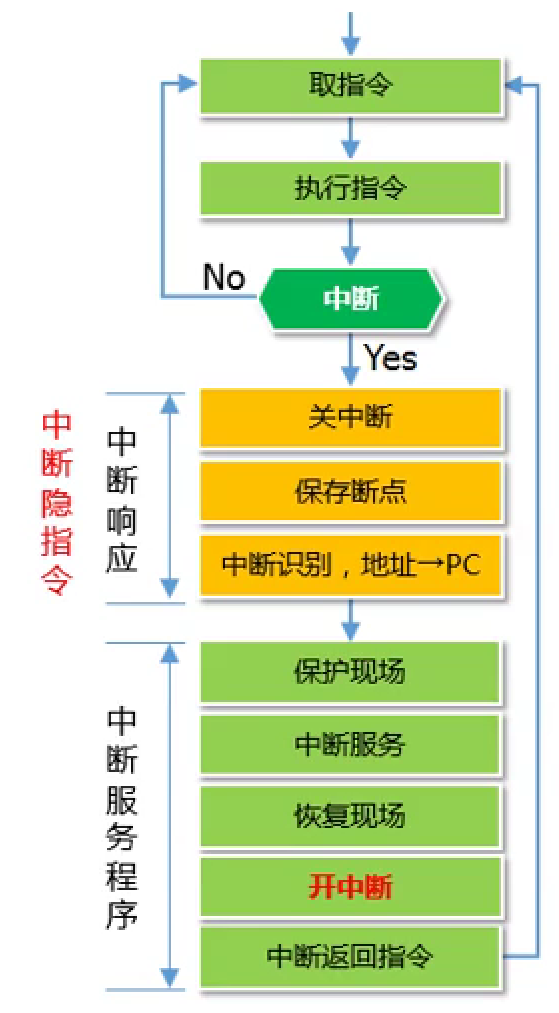 取指令
执行指令
No
中断
Yes
中断隐指令
中断响应
关中断
保存断点
中断识别，地址→PC
中断服务程序
保护现场
中断服务
恢复现场
开中断
中断返回指令